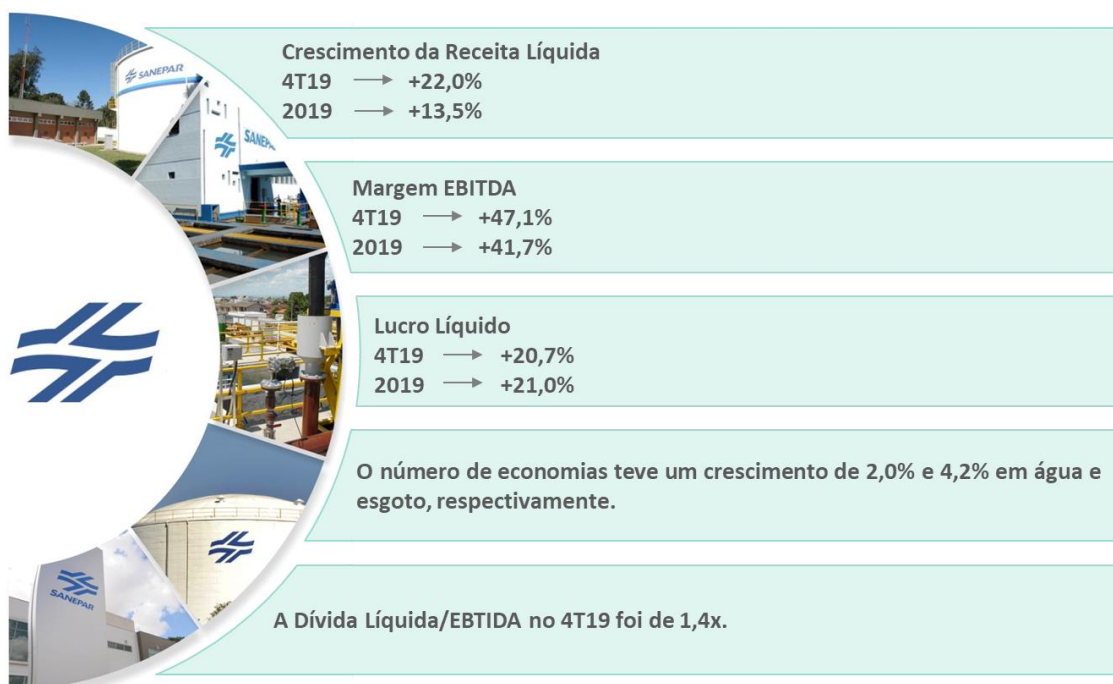 SANEPAR
SANEPAR
SANEPAR
Crescimento da Receita Líquida
4T19 → +22,0%
2019 → +13,5%
Margem EBITDA
4T19 → +47,1%
2019 → +41,7%
Lucro Líquido
4T19 → +20,7%
2019 → +21,0%
O número de economias teve um crescimento de 2,0% e 4,2% em água e
esgoto, respectivamente.
A Dívida Líquida/EBTIDA no 4T19 foi de 1,4x.